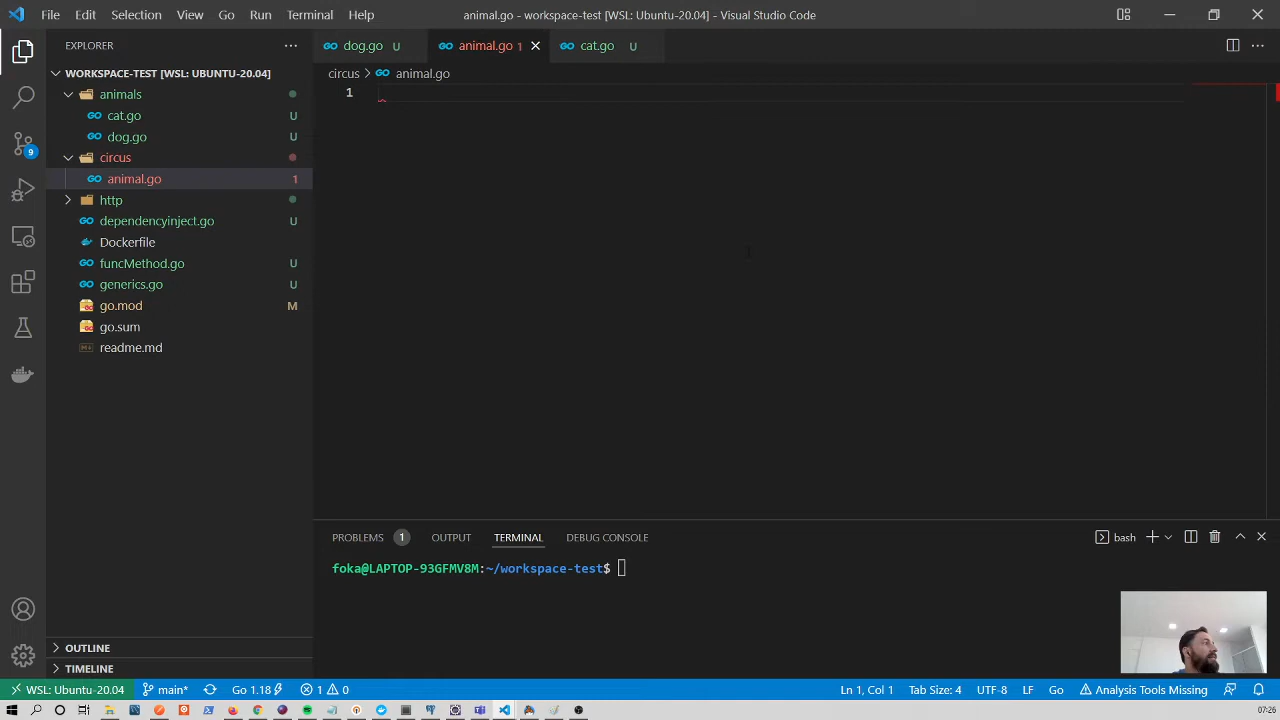 File Edit Selection View Go Run Terminal Help
animal.go - workspace-test [WSL: Ubuntu-20.04] - Visual Studio Code
EXPLORER
dog.go U
animal.go 1
cat.go U
WORKSPACE-TEST [WSL: UBUNTU-20.04]
circus animal.go
animals
cat.go U
dog.go U
circus
animal.go 1
http
dependencyinject.go U
Dockerfile
funcMethod.go U
generics.go U
go.mod M
go.sum
readme.md
9
1
PROBLEMS 1 OUTPUT TERMINAL DEBUG CONSOLE
bash
foka@LAPTOP-93GFMV8M:~/workspace-test$
OUTLINE
TIMELINE
WSL: Ubuntu-20.04 main* Go 1.18 1 0
Ln 1, Col 1 Tab Size: 4 UTF-8 LF Go Analysis Tools Missing
07-26